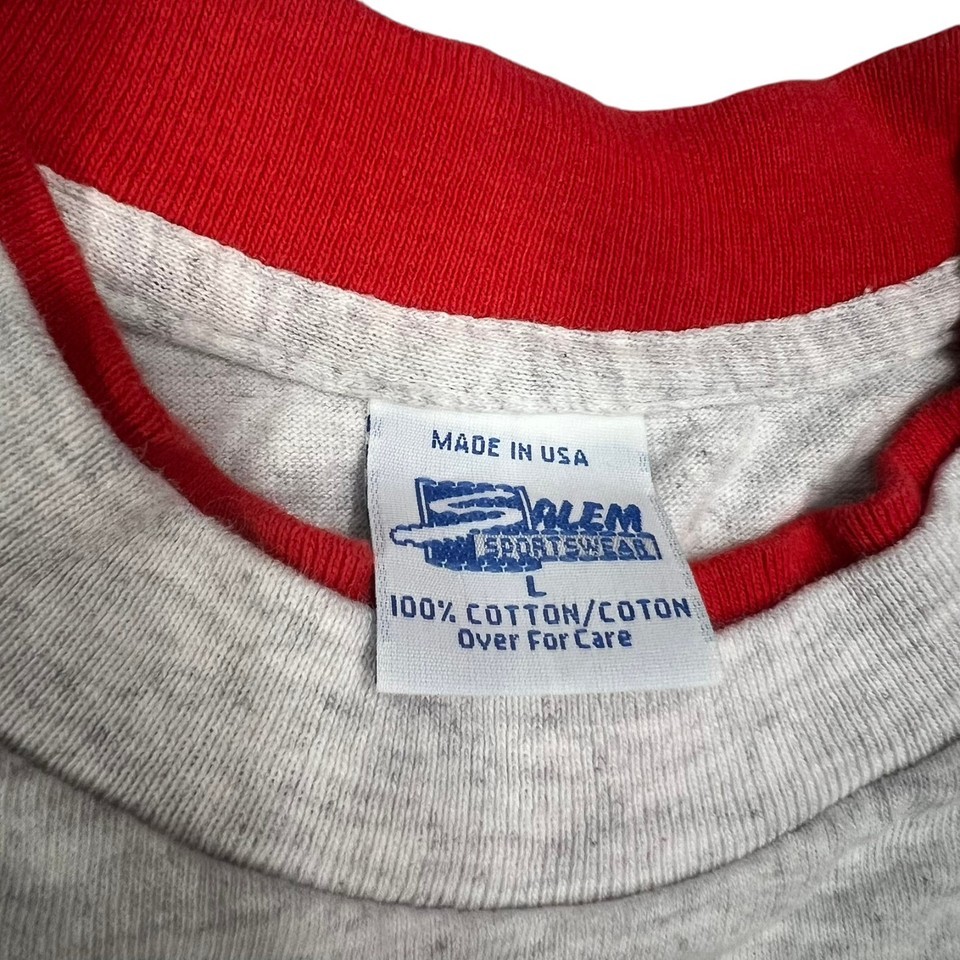 MADE IN USA
SALEM
SPORTSWEAR
L
100% COTTON/COTON
Over For Care